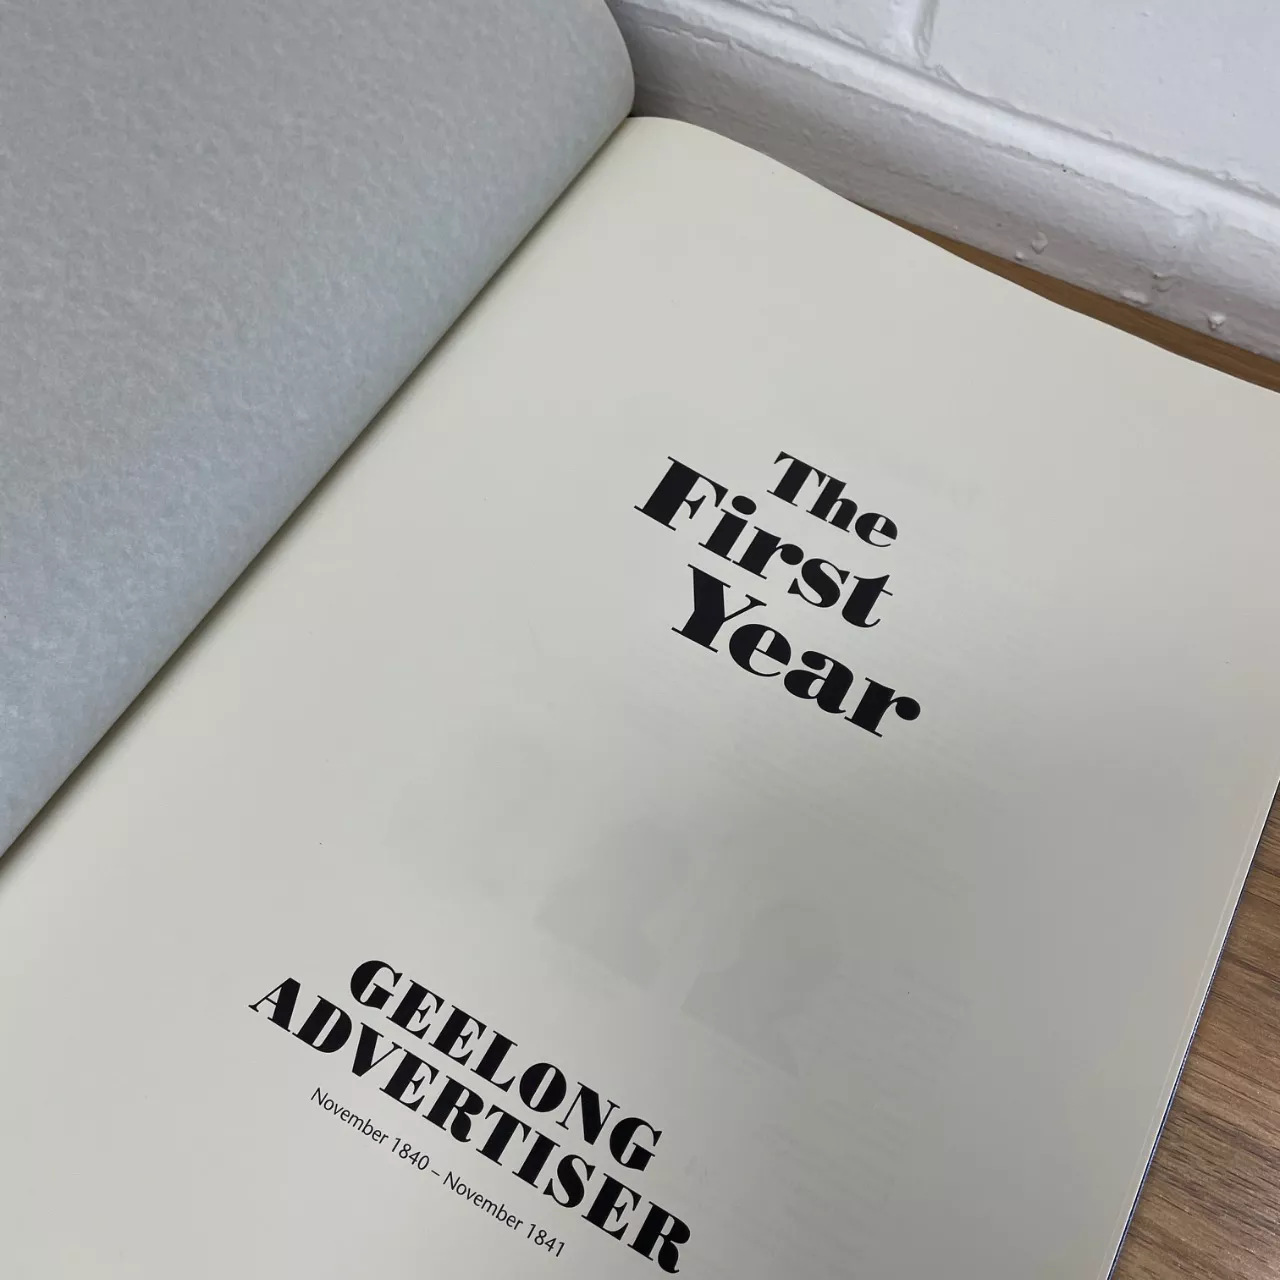 The
First
Year
GEELONG
ADVERTISER
November 1840 – November 1841